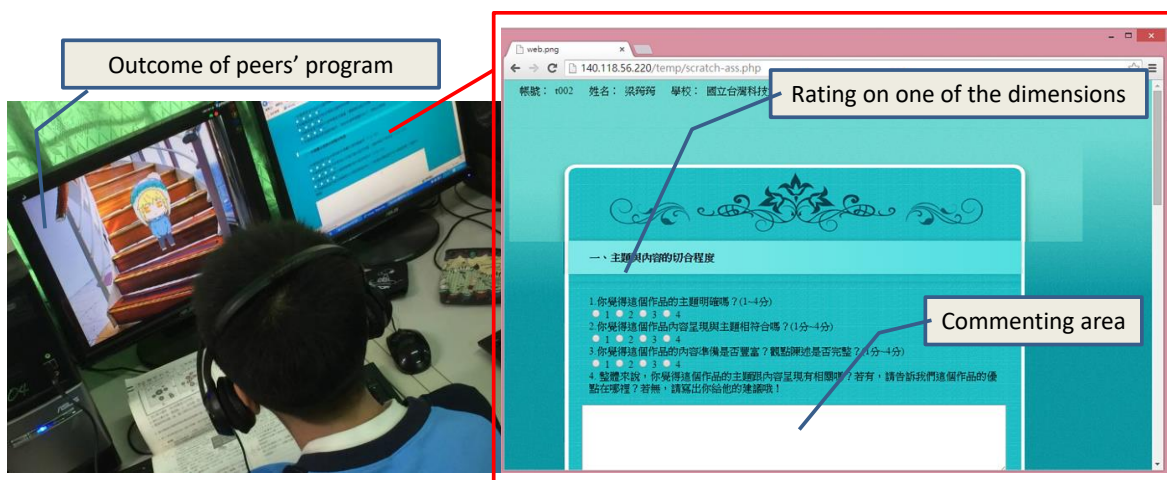 Outcome of peers' program
web.png
140.118.56.220/temp/scratch-ass.php
帳號： t002 姓名： 梁筠筠 學校： 國立台灣科技
Rating on one of the dimensions
一、主題與內容的切合程度
1.你覺得這個作品的主題明確嗎？(1~4分)
1 2 3 4
2.你覺得這個作品內容呈現與主題相符合嗎？(1分~4分)
1 2 3 4
3.你覺得這個作品的內容準備是否豐富？觀點陳述是否完整？(1分~4分)
1 2 3 4
4. 整體來說，你覺得這個作品的主題跟內容呈現有相關嗎？若有，請告訴我們這個作品的優
點在哪裡？若無，請寫出你給他的建議哦！
Commenting area